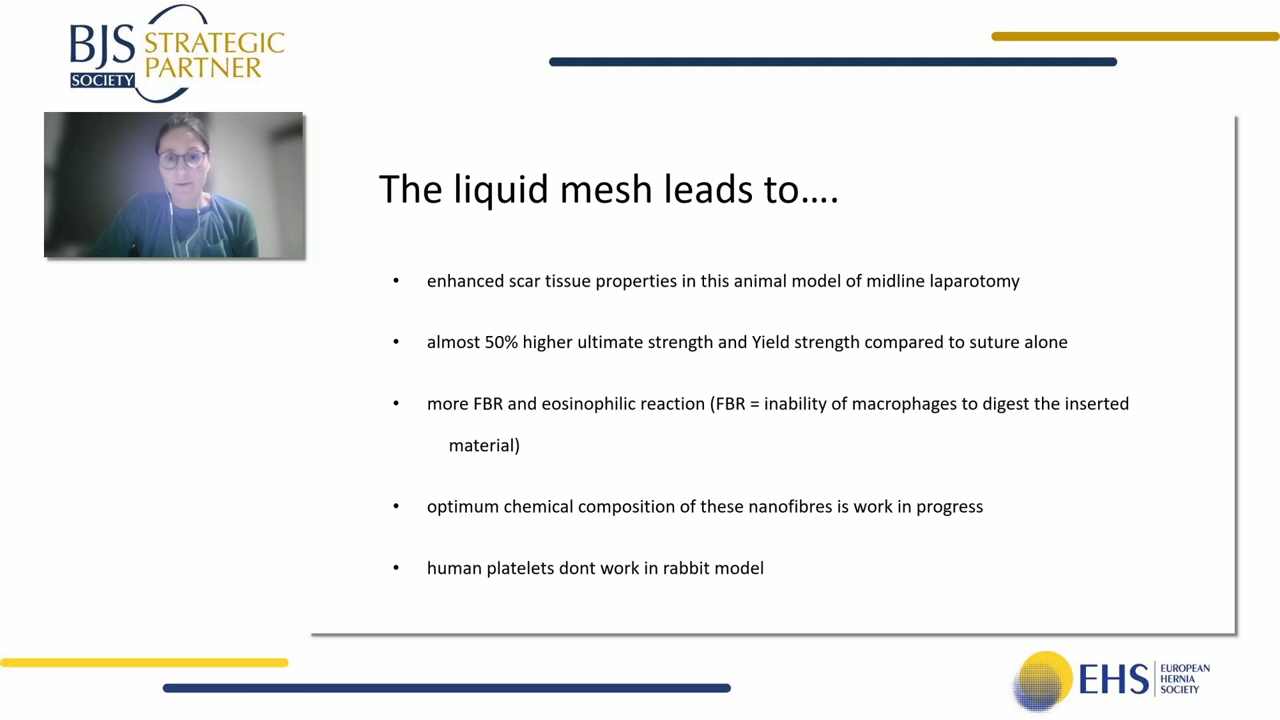 BJS STRATEGIC
SOCIETY PARTNER
The liquid mesh leads to....
• enhanced scar tissue properties in this animal model of midline laparotomy
• almost 50% higher ultimate strength and Yield strength compared to suture alone
• more FBR and eosinophilic reaction (FBR = inability of macrophages to digest the inserted
material)
• optimum chemical composition of these nanofibres is work in progress
• human platelets dont work in rabbit model
EHS
EUROPEAN
HERNIA
SOCIETY